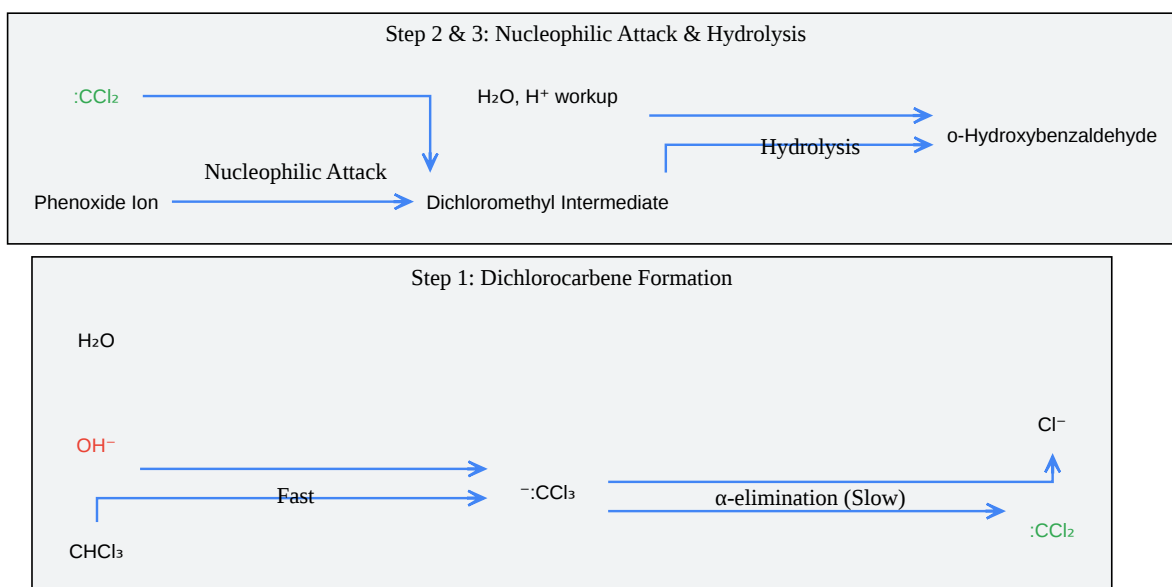 Step 2 & 3: Nucleophilic Attack & Hydrolysis
:CCl₂
H₂O, H⁺ workup
o-Hydroxybenzaldehyde
Hydrolysis
Nucleophilic Attack
Phenoxide Ion
Dichloromethyl Intermediate
Step 1: Dichlorocarbene Formation
H₂O
Cl⁻
OH⁻
Fast
⁻:CCl₃
α-elimination (Slow)
:CCl₂
CHCl₃